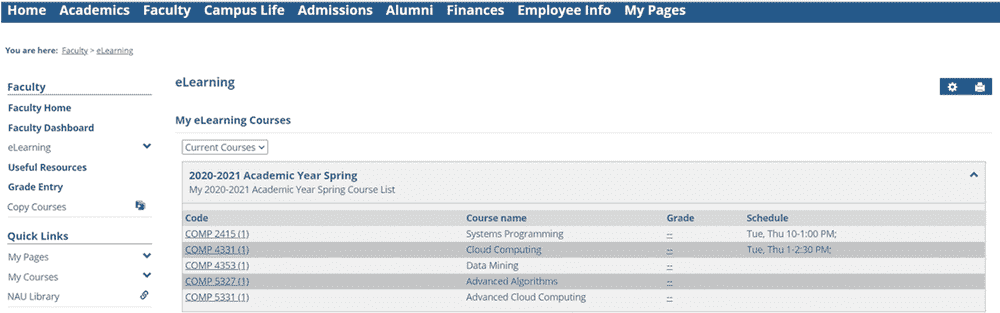 Home Academics Faculty Campus Life Admissions Alumni Finances Employee Info My Pages
You are here: Faculty > eLearning
Faculty
Faculty Home
Faculty Dashboard
eLearning
Useful Resources
Grade Entry
Copy Courses
Quick Links
My Pages
My Courses
NAU Library
eLearning
My eLearning Courses
Current Courses
2020-2021 Academic Year Spring
My 2020-2021 Academic Year Spring Course List
Code Course name Grade Schedule
COMP 2415 (1) Systems Programming -- Tue, Thu 10-1:00 PM;
COMP 4331 (1) Cloud Computing -- Tue, Thu 1-2:30 PM;
COMP 4353 (1) Data Mining --
COMP 5327 (1) Advanced Algorithms --
COMP 5331 (1) Advanced Cloud Computing --